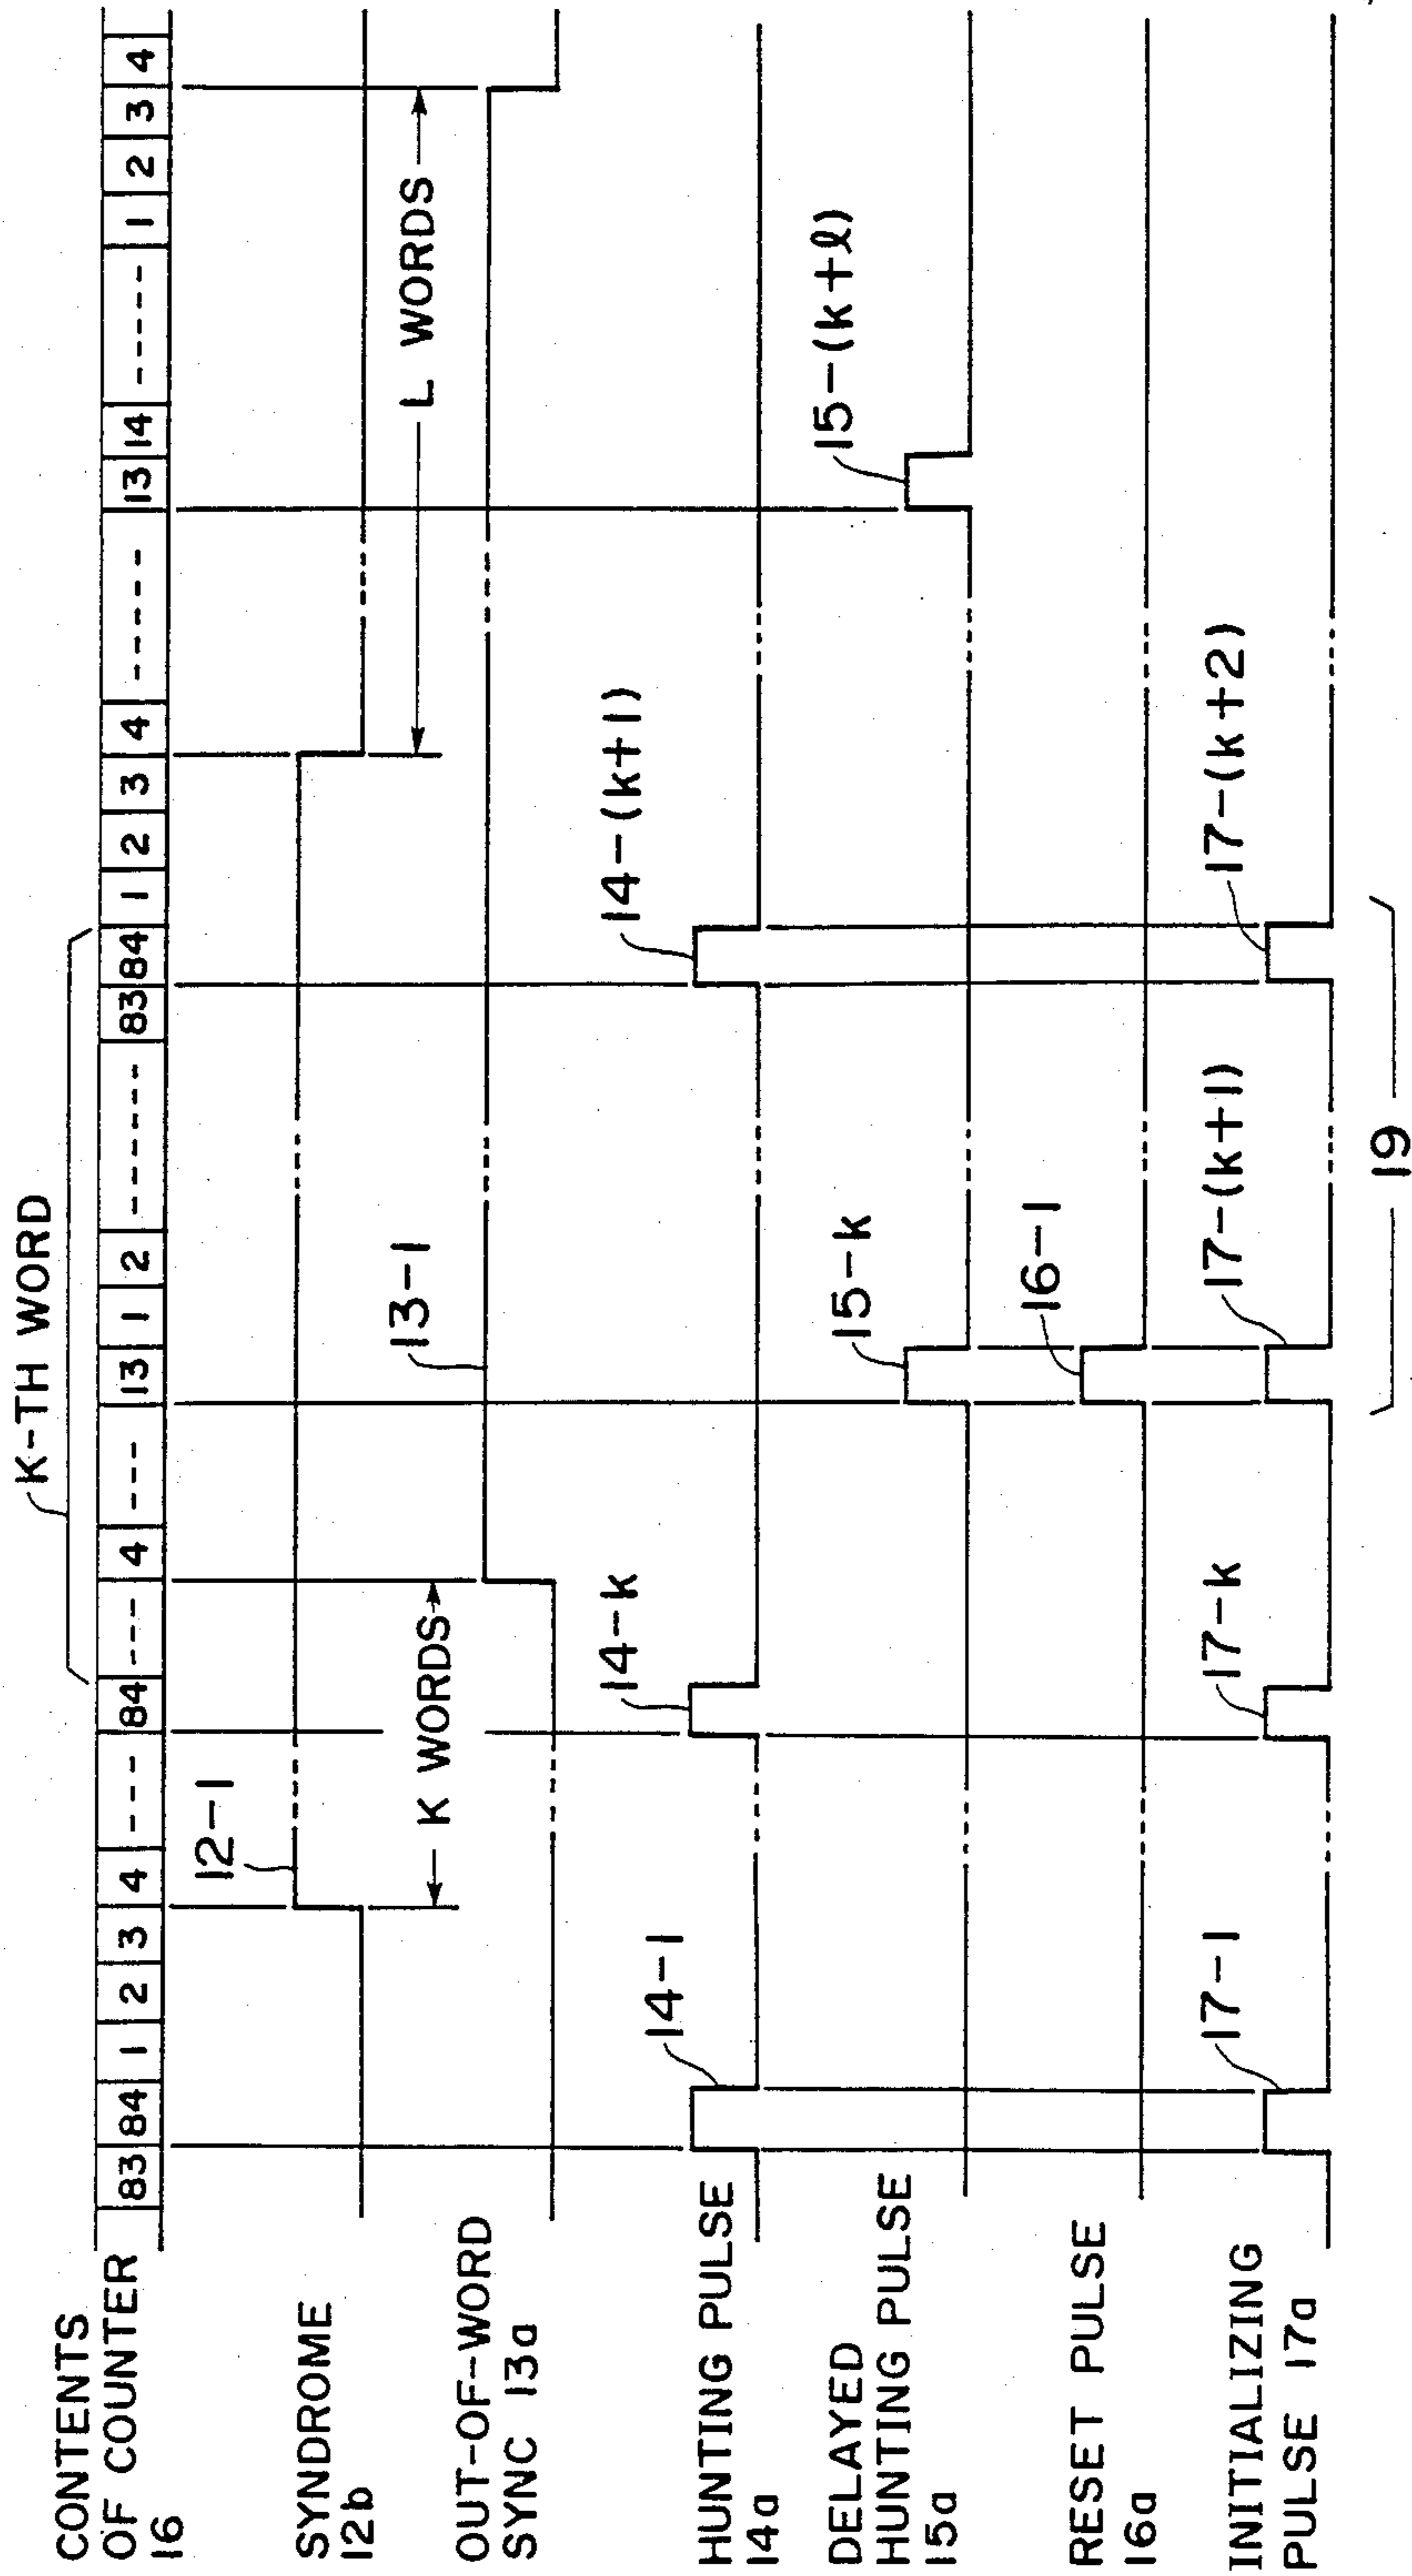 K-TH WORD
CONTENTS
OF COUNTER
16
83 84 1 2 3 4 --- 84 --- 4 --- 13 1 2 ------ 83 84 1 2 3 4 ----- 13 14 ----- 1 2 3 4
SYNDROME
12b
12-1
OUT-OF-WORD
SYNC 13a
K WORDS
13-1
L WORDS
HUNTING PULSE
14a
14-1
14-k
14-(k+1)
DELAYED
HUNTING PULSE
15a
15-k
15-(k+ℓ)
RESET PULSE
16a
16-1
INITIALIZING
PULSE 17a
17-1
17-k
17-(k+1)
17-(k+2)
19